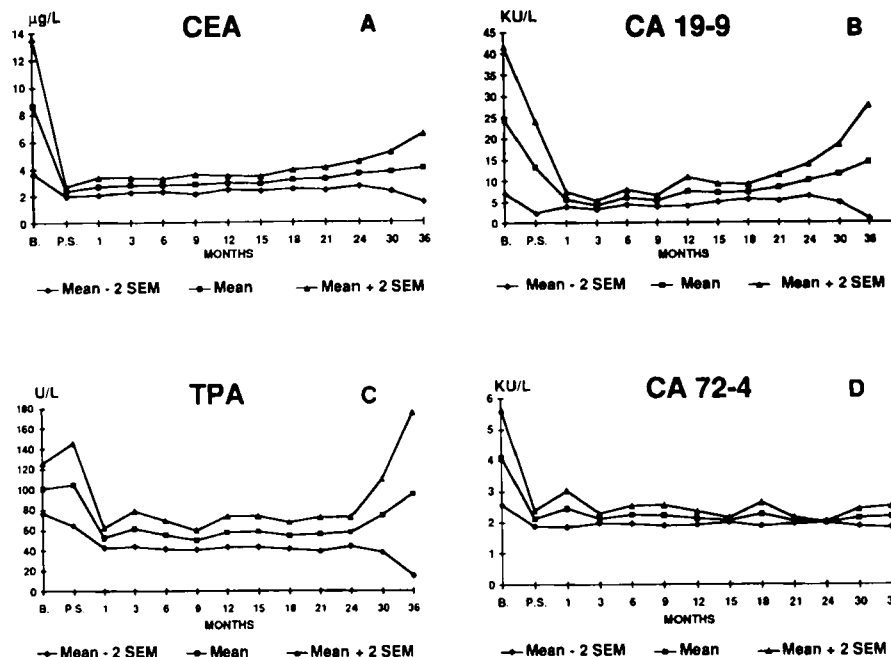 µg/L CEA A
14
12
10
8
6
4
2
0
B. P.S. 1 3 6 9 12 15 18 21 24 30 36
MONTHS
Mean - 2 SEM Mean Mean + 2 SEM
KU/L CA 19-9 B
45
40
35
30
25
20
15
10
5
0
B. P.S. 1 3 6 9 12 15 18 21 24 30 36
MONTHS
Mean - 2 SEM Mean Mean + 2 SEM
U/L TPA C
180
160
140
120
100
80
60
40
20
0
B. P.S. 1 3 6 9 12 15 18 21 24 30 36
MONTHS
Mean - 2 SEM Mean Mean + 2 SEM
KU/L CA 72-4 D
6
5
4
3
2
1
0
B. P.S. 1 3 6 9 12 15 18 21 24 30 3
MONTHS
Mean - 2 SEM Mean Mean + 2 SEM